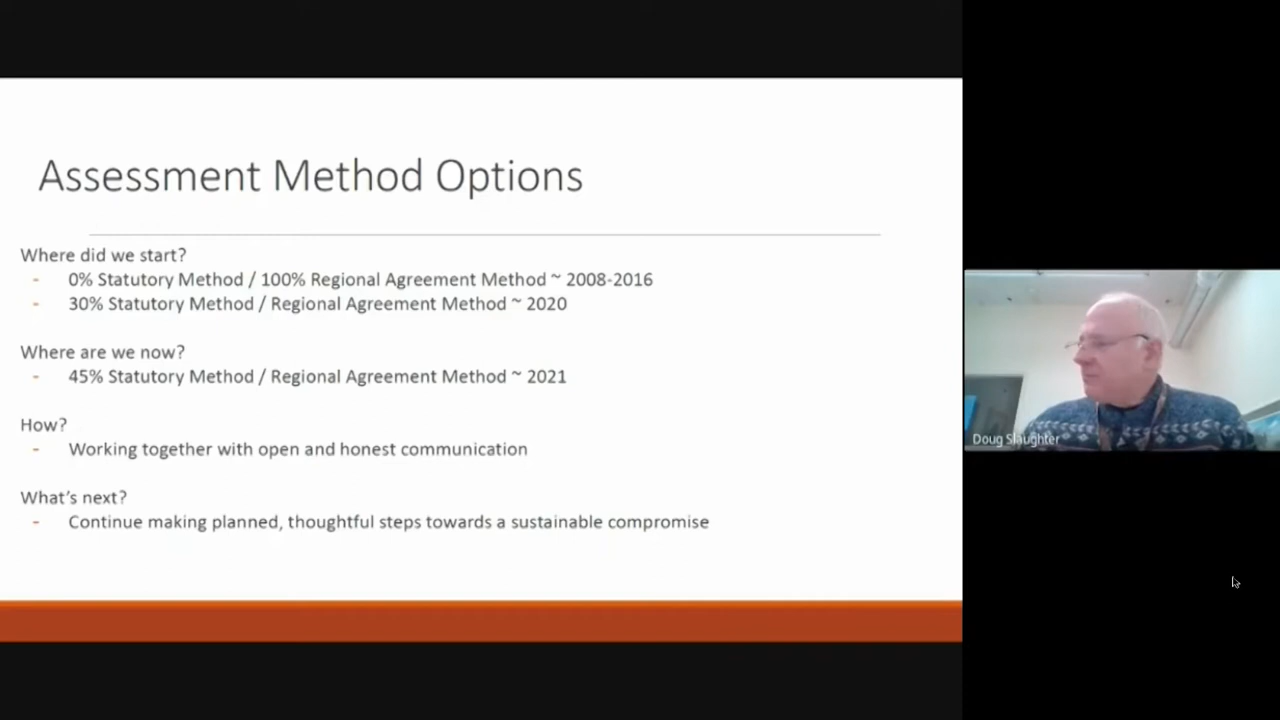 Assessment Method Options
Where did we start?
- 0% Statutory Method / 100% Regional Agreement Method ~ 2008-2016
- 30% Statutory Method / Regional Agreement Method ~ 2020
Where are we now?
- 45% Statutory Method / Regional Agreement Method ~ 2021
How?
- Working together with open and honest communication
What's next?
- Continue making planned, thoughtful steps towards a sustainable compromise
Doug Slaughter